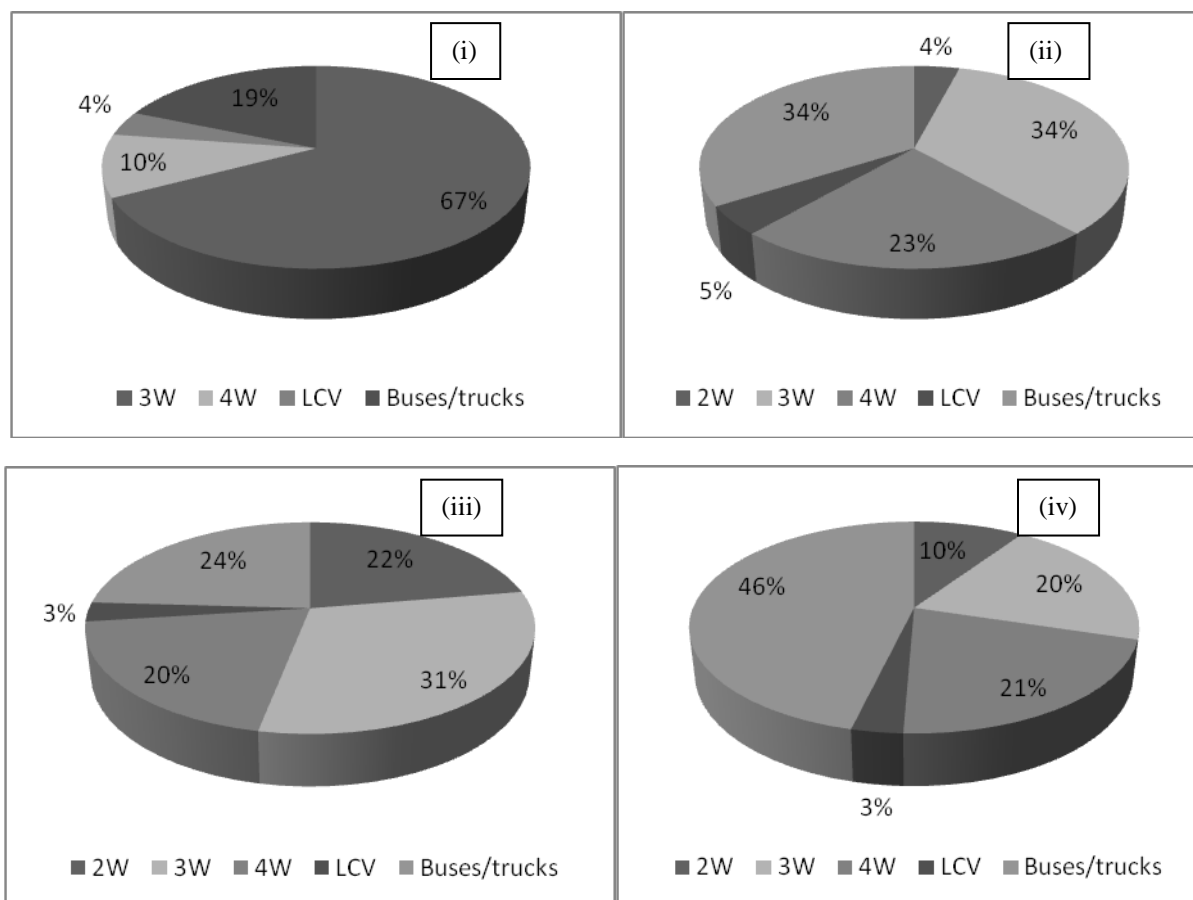 (i)
4%
19%
10%
67%
3W 4W LCV Buses/trucks
(ii)
4%
34%
34%
23%
5%
2W 3W 4W LCV Buses/trucks
(iii)
24%
22%
3%
20%
31%
2W 3W 4W LCV Buses/trucks
(iv)
10%
46%
20%
21%
3%
2W 3W 4W LCV Buses/trucks